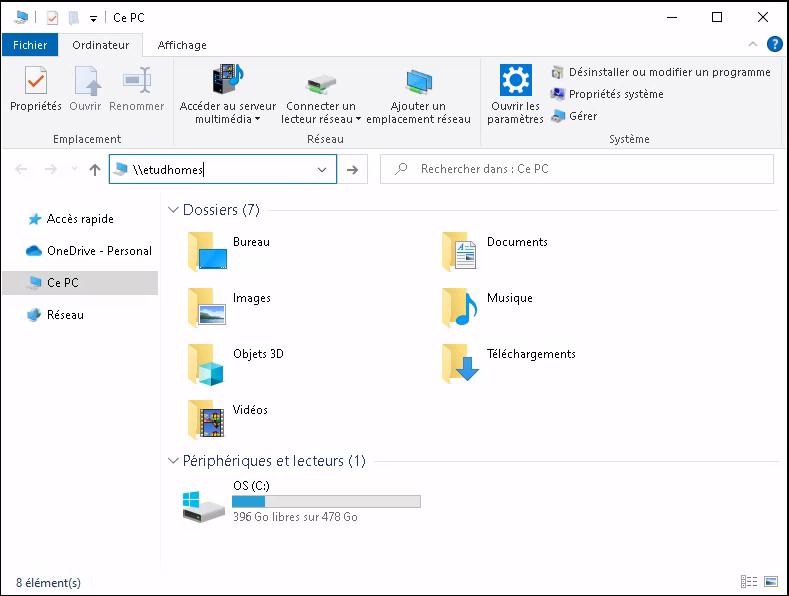 Ce PC
Fichier
Ordinateur
Affichage
Propriétés
Ouvrir
Renommer
Accéder au serveur
multimédia
Connecter un
lecteur réseau
Ajouter un
emplacement réseau
Ouvrir les
paramètres
Désinstaller ou modifier un programme
Propriétés système
Gérer
Emplacement
Réseau
Système
\\etudhomes
Rechercher dans : Ce PC
Accès rapide
OneDrive - Personal
Ce PC
Réseau
Dossiers (7)
Bureau
Documents
Images
Musique
Objets 3D
Téléchargements
Vidéos
Périphériques et lecteurs (1)
OS (C:)
396 Go libres sur 478 Go
8 élément(s)